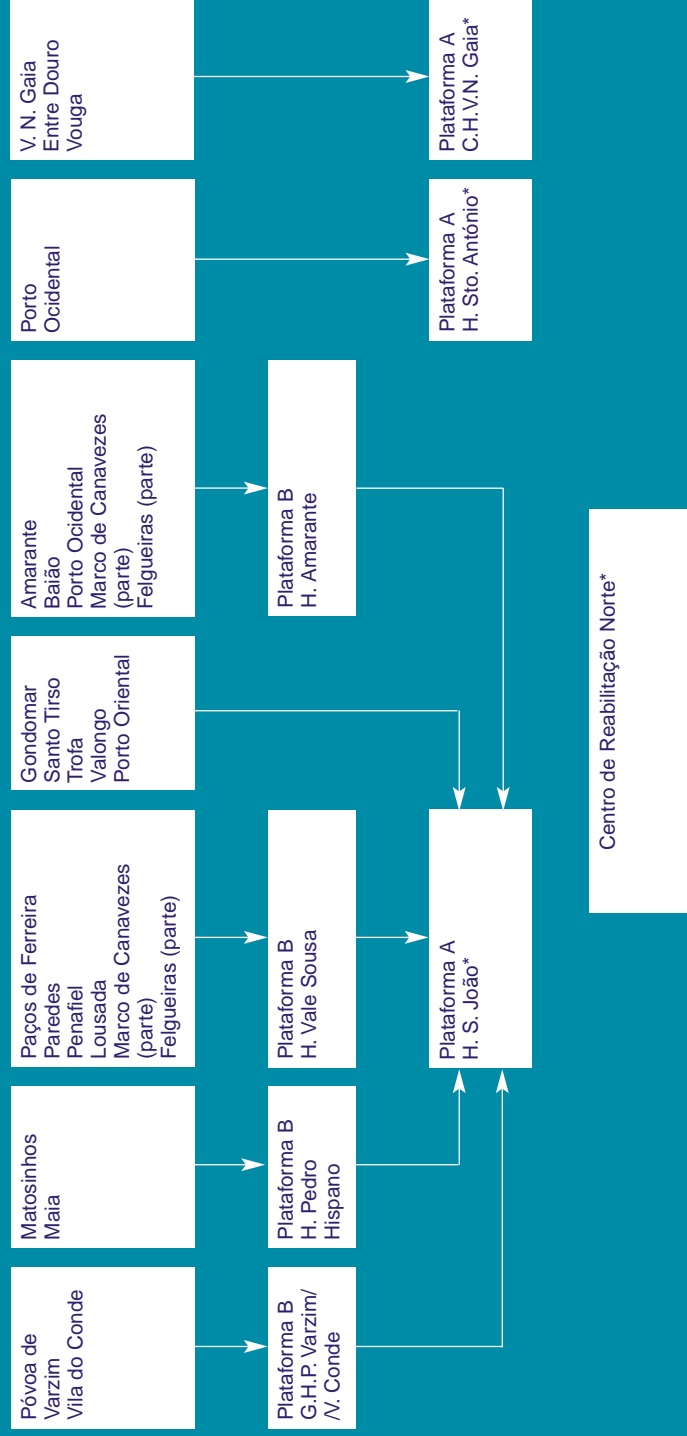 Póvoa de
Varzim
Vila do Conde
Matosinhos
Maia
Paços de Ferreira
Paredes
Penafiel
Lousada
Marco de Canavezes
(parte)
Felgueiras (parte)
Gondomar
Santo Tirso
Trofa
Valongo
Porto Oriental
Amarante
Baião
Porto Ocidental
Marco de Canavezes
(parte)
Felgueiras (parte)
Porto
Ocidental
V. N. Gaia
Entre Douro
Vouga
Plataforma B
G.H.P. Varzim/
/V. Conde
Plataforma B
H. Pedro
Hispano
Plataforma B
H. Vale Sousa
Plataforma B
H. Amarante
Plataforma A
H. S. João*
Plataforma A
H. Sto. António*
Plataforma A
C.H.V.N. Gaia*
Centro de Reabilitação Norte*